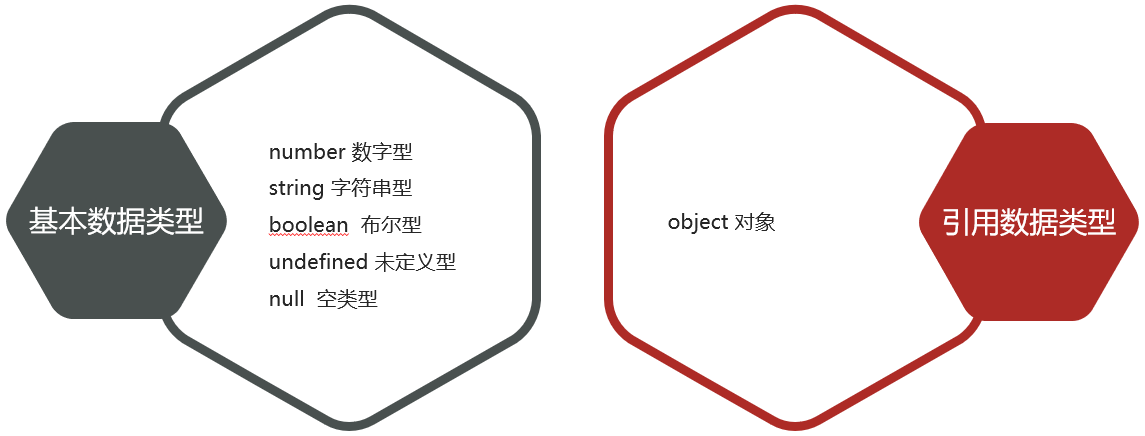 基本数据类型
number 数字型
string 字符串型
boolean 布尔型
undefined 未定义型
null 空类型
object 对象
引用数据类型